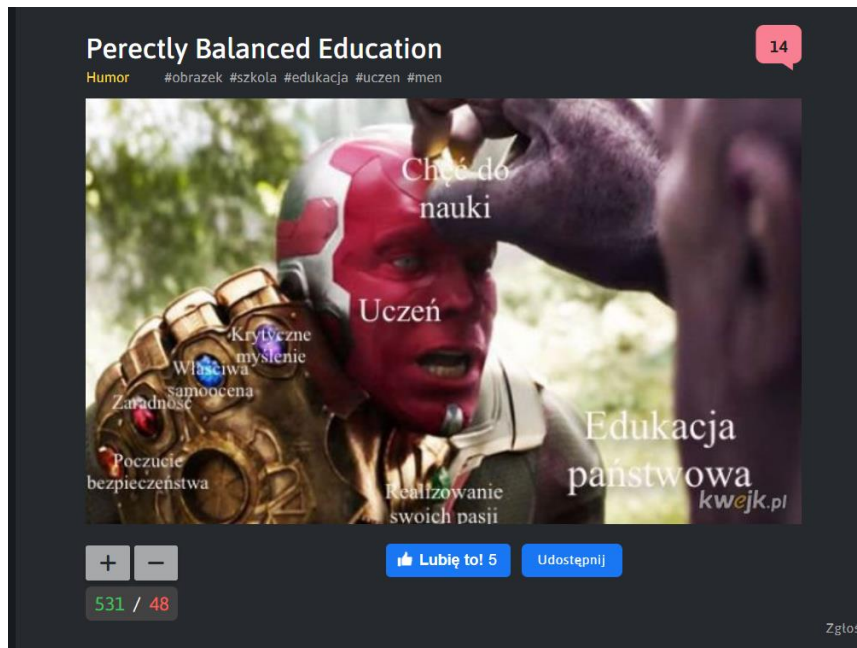 Perectly Balanced Education
14
Humor #obrazek #szkola #edukacja #uczen #men
Chęć do
nauki
Uczeń
Krytyczne
myślenie
Właściwa
samoocena
Zaradność
Poczucie
bezpieczeństwa
Realizowanie
swoich pasji
Edukacja
państwowa
kwejk.pl
+ −
Lubię to! 5
Udostępnij
531 / 48